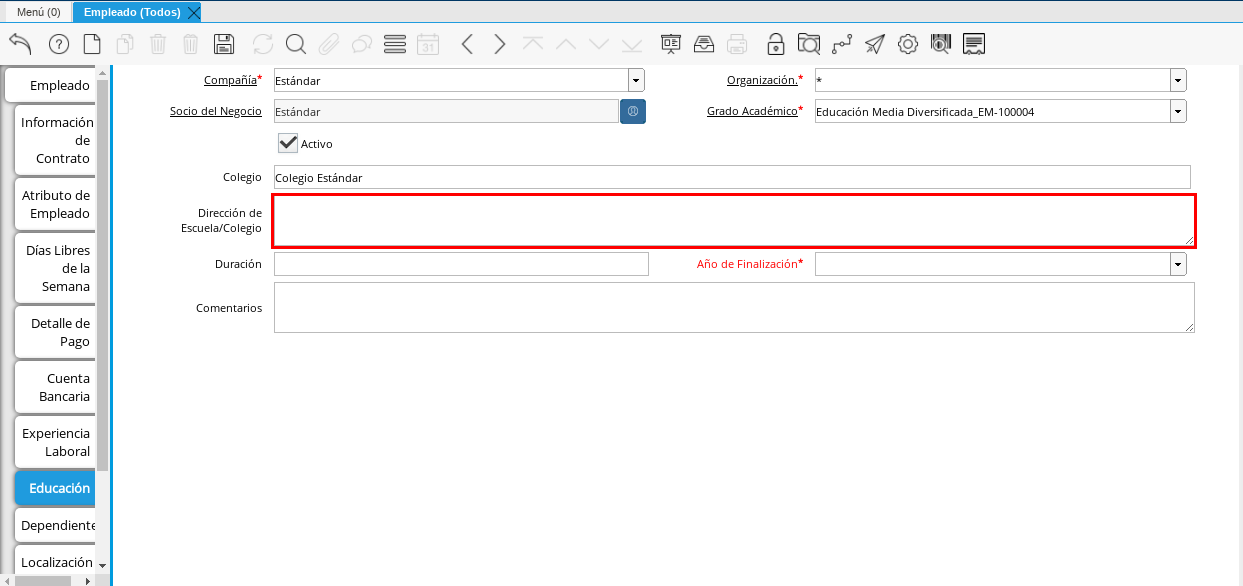 Menú (0)
Empleado (Todos)
31
Empleado
Información
de
Contrato
Atributo de
Empleado
Días Libres
de la
Semana
Detalle de
Pago
Cuenta
Bancaria
Experiencia
Laboral
Educación
Dependiente
Localización
Compañía* Estándar
Organización.* *
Socio del Negocio Estándar
Grado Académico* Educación Media Diversificada_EM-100004
Activo
Colegio Colegio Estándar
Dirección de
Escuela/Colegio
Duración
Año de Finalización*
Comentarios